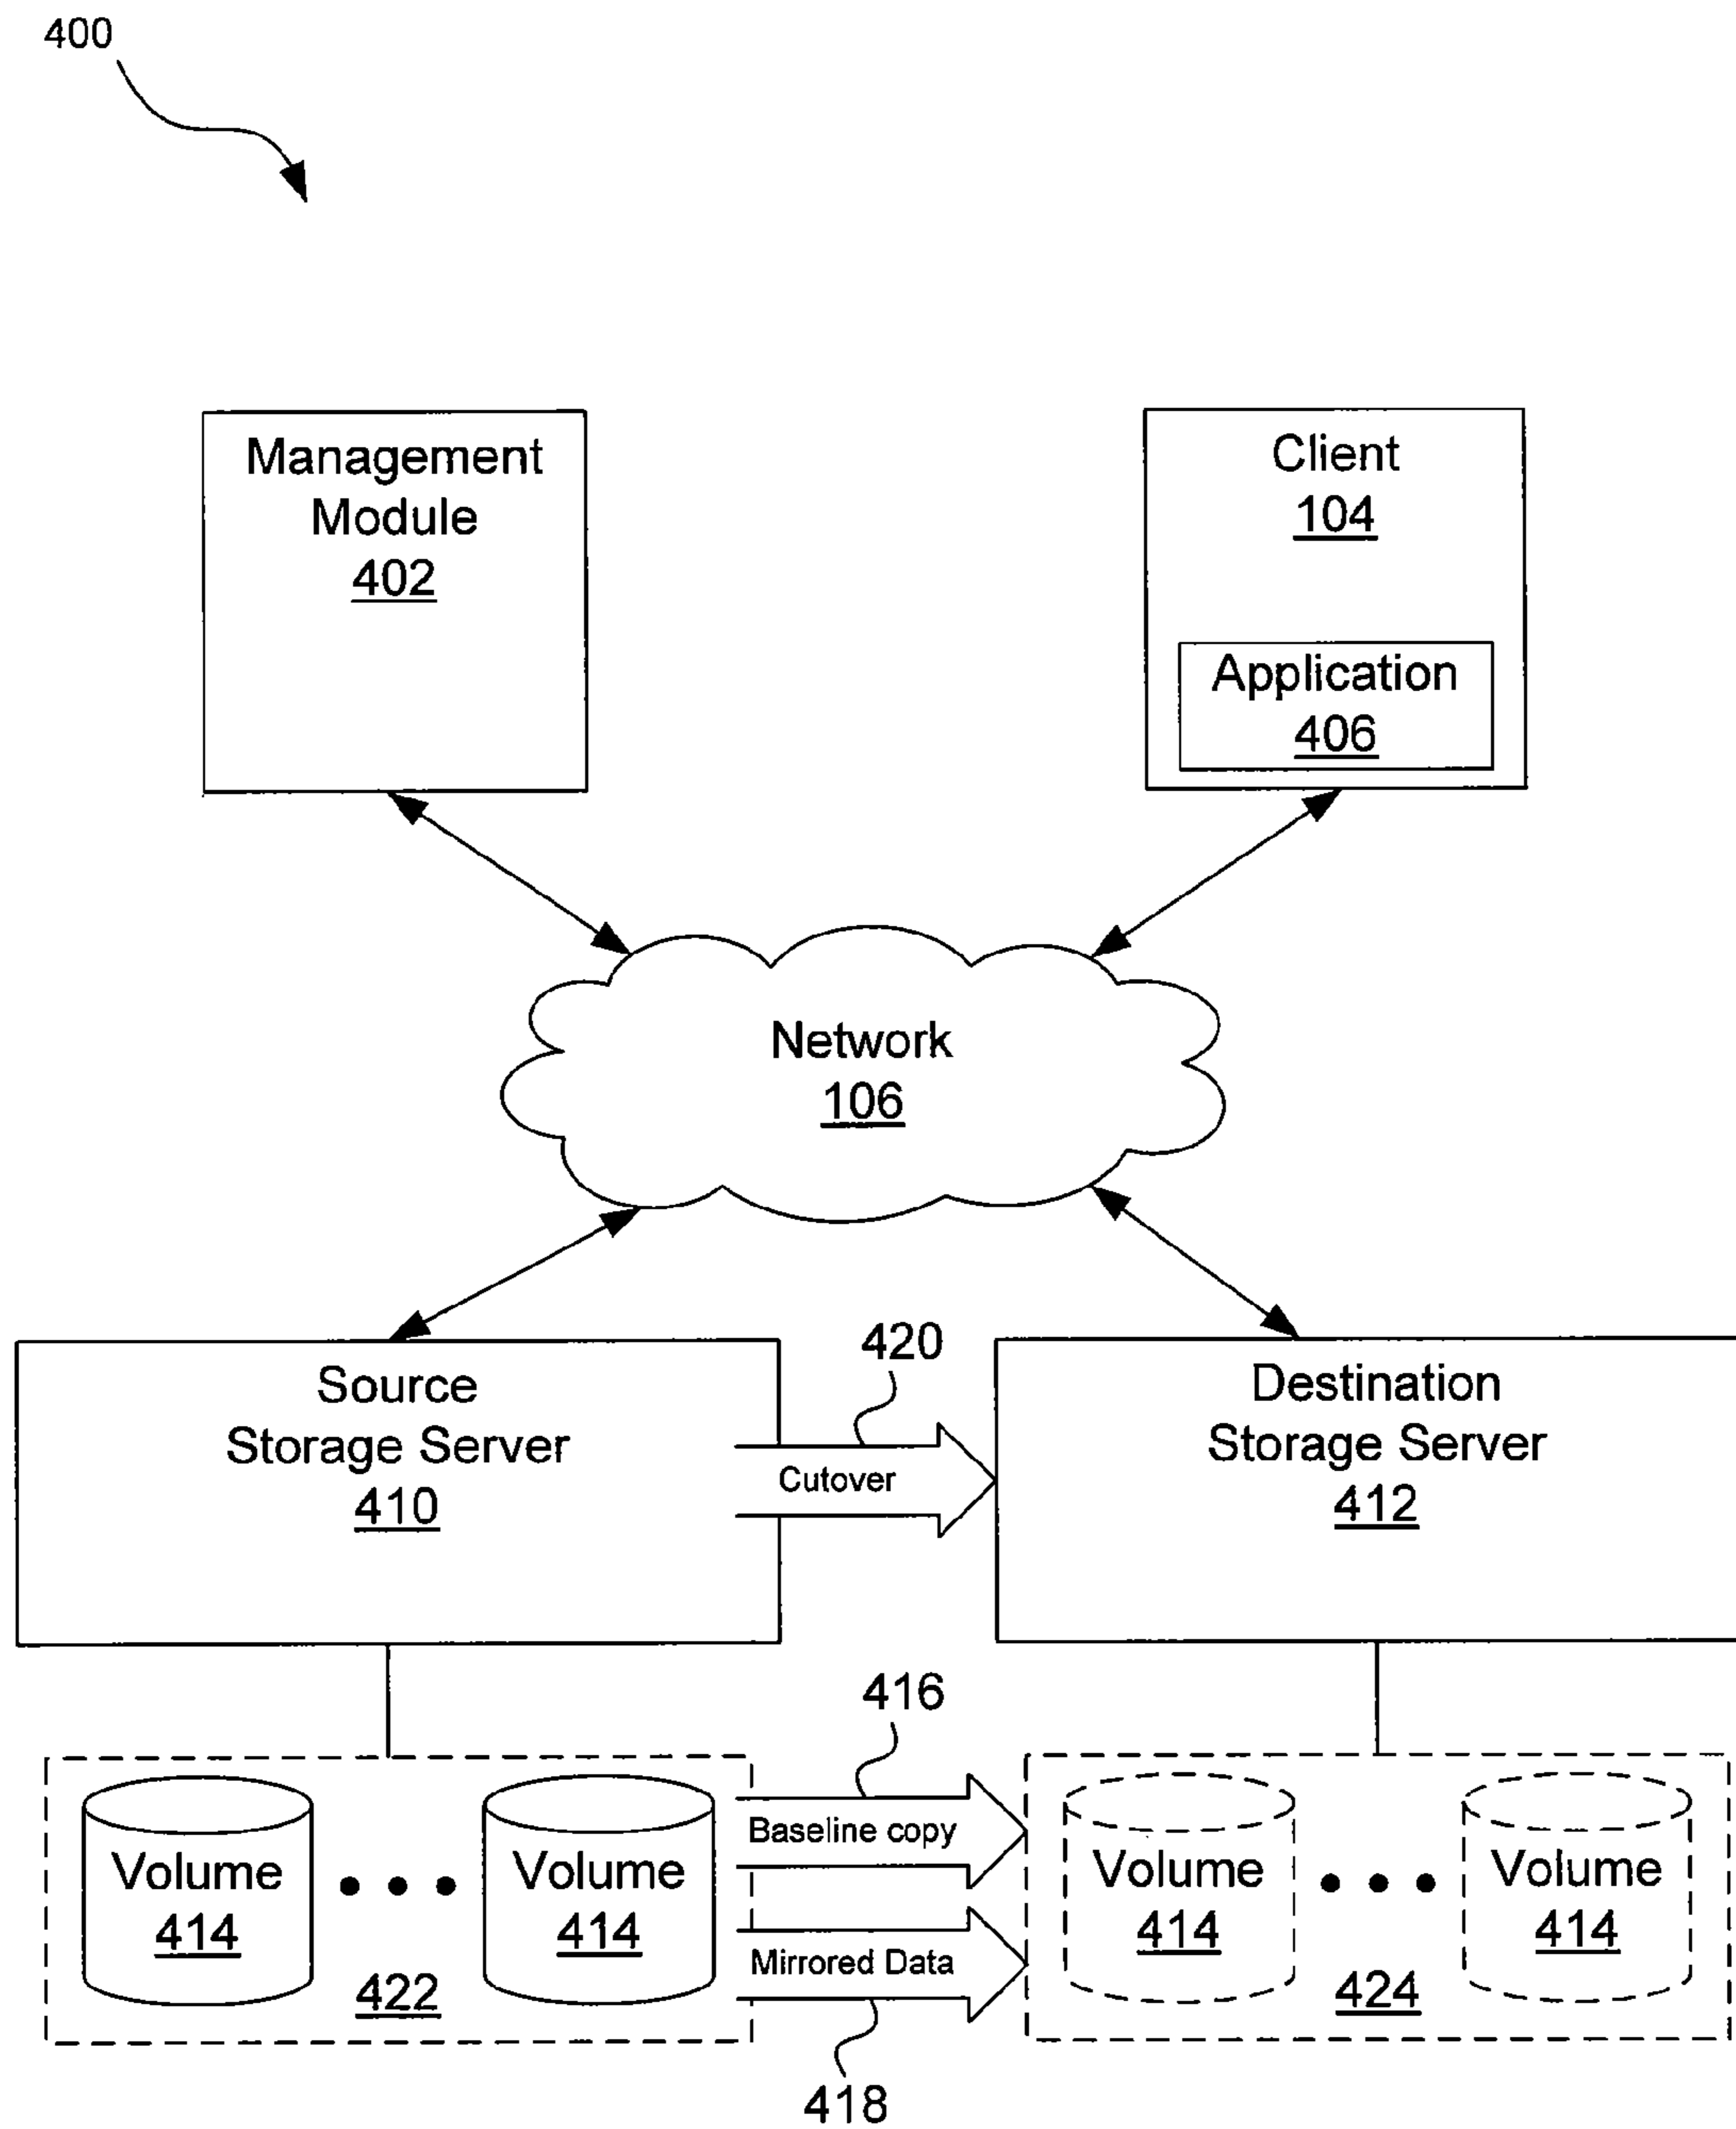 400
Management
Module
402
Client
104
Application
406
Network
106
Source
Storage Server
410
420
Cutover
Destination
Storage Server
412
416
Baseline copy
Mirrored Data
418
Volume
414
Volume
414
422
Volume
414
Volume
414
424